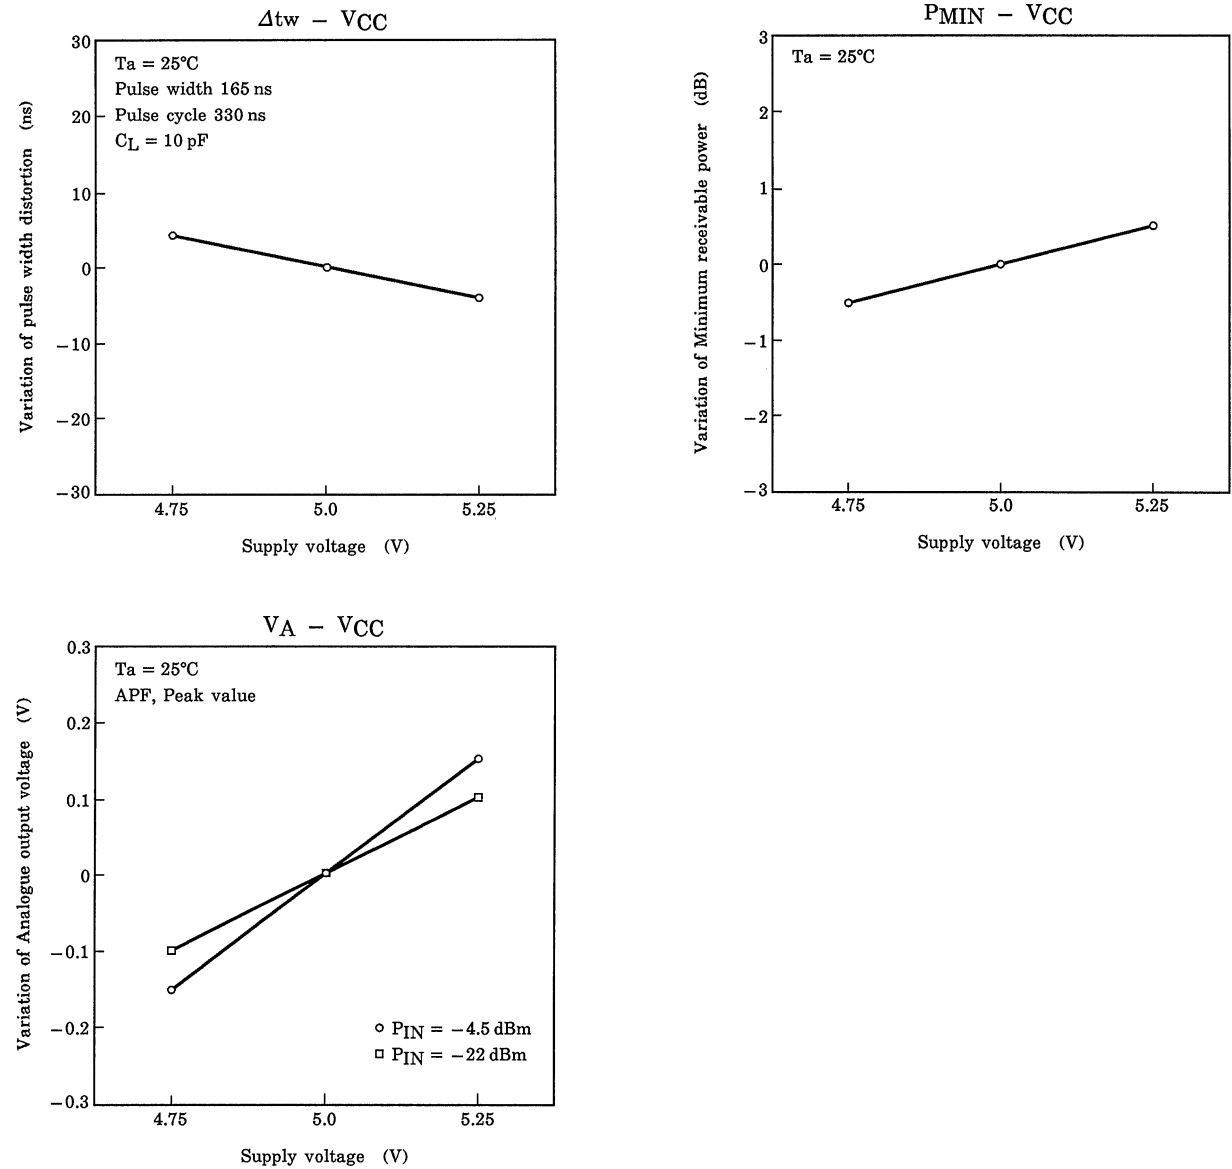 Δtw – VCC
30
20
10
0
−10
−20
−30
Variation of pulse width distortion (ns)
Ta = 25°C
Pulse width 165 ns
Pulse cycle 330 ns
CL = 10 pF
4.75 5.0 5.25
Supply voltage (V)
PMIN – VCC
3
2
1
0
−1
−2
−3
Variation of Minimum receivable power (dB)
Ta = 25°C
4.75 5.0 5.25
Supply voltage (V)
VA – VCC
0.3
0.2
0.1
0
−0.1
−0.2
−0.3
Variation of Analogue output voltage (V)
Ta = 25°C
APF, Peak value
PIN = −4.5 dBm
PIN = −22 dBm
4.75 5.0 5.25
Supply voltage (V)